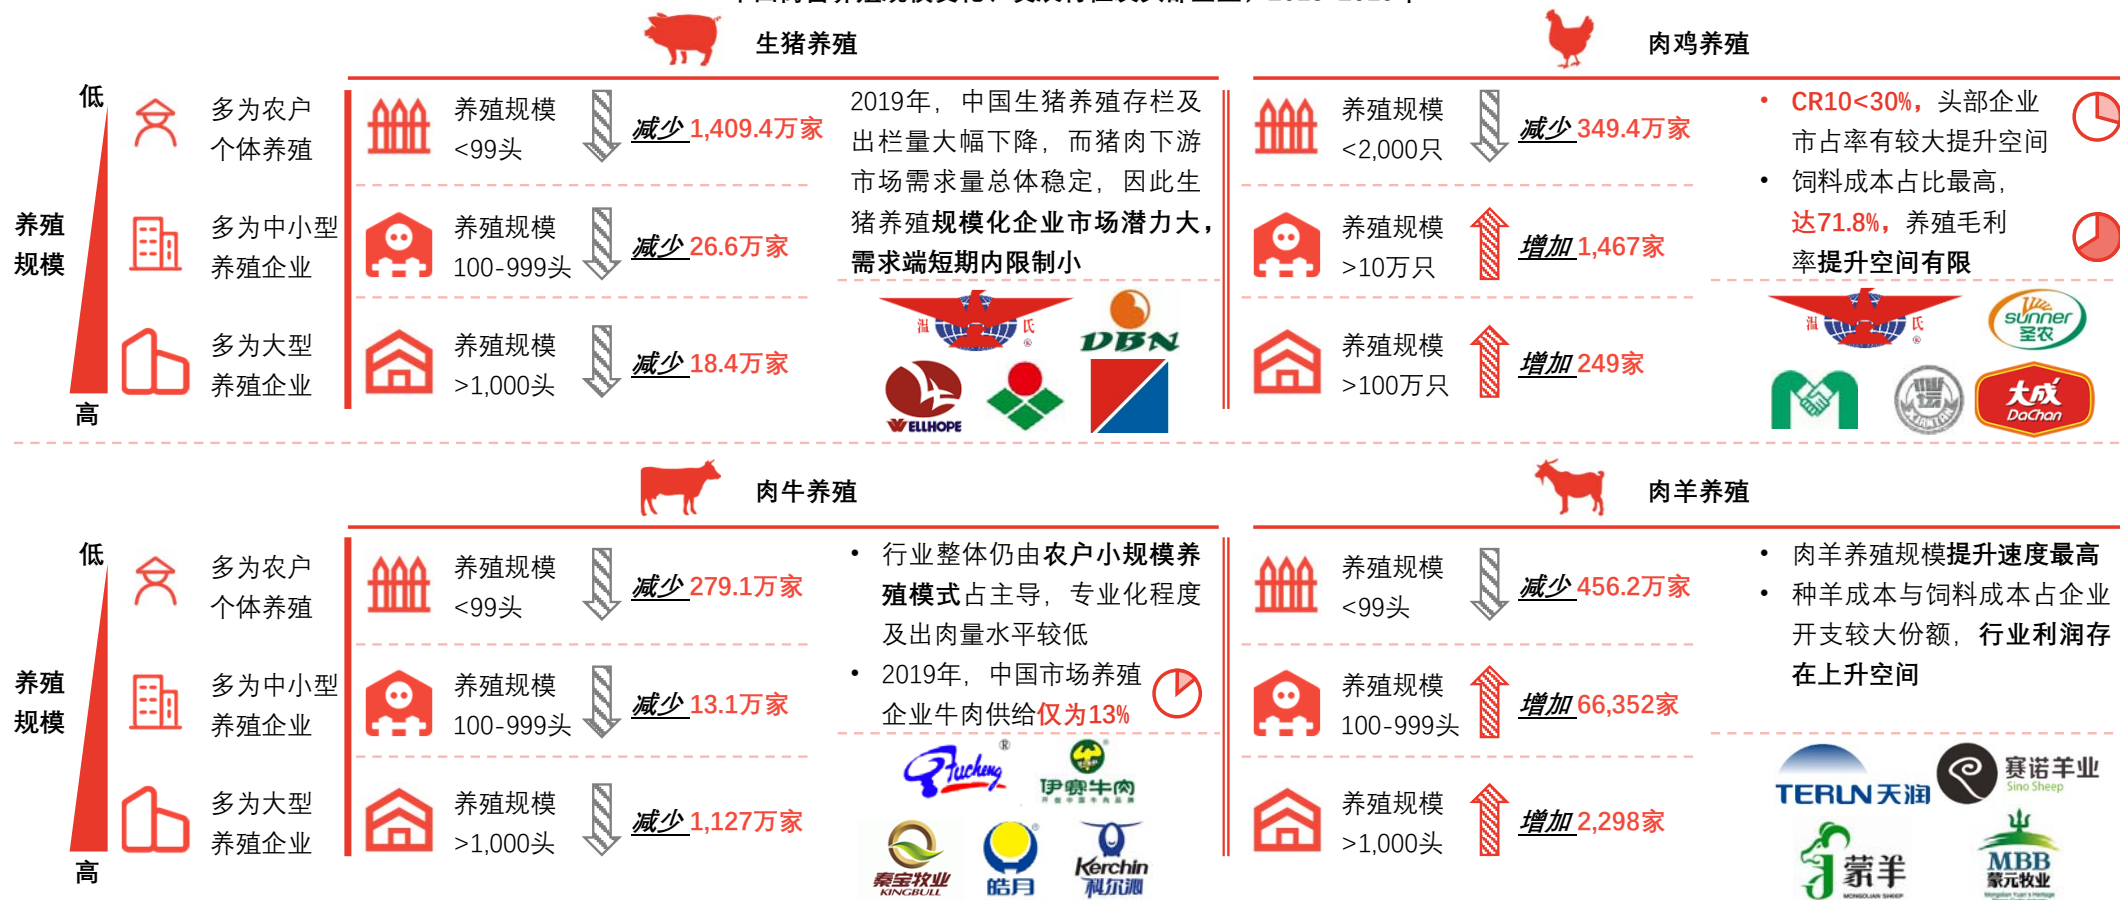 生猪养殖
低
养殖
规模
高
多为农户
个体养殖
多为中小型
养殖企业
多为大型
养殖企业
养殖规模
<99头
减少 1,409.4万家
养殖规模
100-999头
减少 26.6万家
养殖规模
>1,000头
减少 18.4万家
2019年，中国生猪养殖存栏及
出栏量大幅下降，而猪肉下游
市场需求量总体稳定，因此生
猪养殖规模化企业市场潜力大，
需求端短期内限制小
温 氏
®
DBN
WELLHOPE
肉鸡养殖
养殖规模
<2,000只
减少 349.4万家
养殖规模
>10万只
增加 1,467家
养殖规模
>100万只
增加 249家
• CR10<30%，头部企业
市占率有较大提升空间
• 饲料成本占比最高，
达71.8%，养殖毛利
率提升空间有限
温 氏
®
sunner
圣农
XIANTAN
大成
DaChan
肉牛养殖
低
养殖
规模
高
多为农户
个体养殖
多为中小型
养殖企业
多为大型
养殖企业
养殖规模
<99头
减少 279.1万家
养殖规模
100-999头
减少 13.1万家
养殖规模
>1,000头
减少 1,127万家
• 行业整体仍由农户小规模养
殖模式占主导，专业化程度
及出肉量水平较低
• 2019年，中国市场养殖
企业牛肉供给仅为13%
Fucheng
®
伊赛牛肉
秦宝牧业
KINGBULL
皓月
Kerchin
科尔沁
肉羊养殖
养殖规模
<99头
减少 456.2万家
养殖规模
100-999头
增加 66,352家
养殖规模
>1,000头
增加 2,298家
• 肉羊养殖规模提升速度最高
• 种羊成本与饲料成本占企业
开支较大份额，行业利润存
在上升空间
TERUN天润
赛诺羊业
Sino Sheep
蒙羊
MONGOLIAN SHEEP
MBB
蒙元牧业